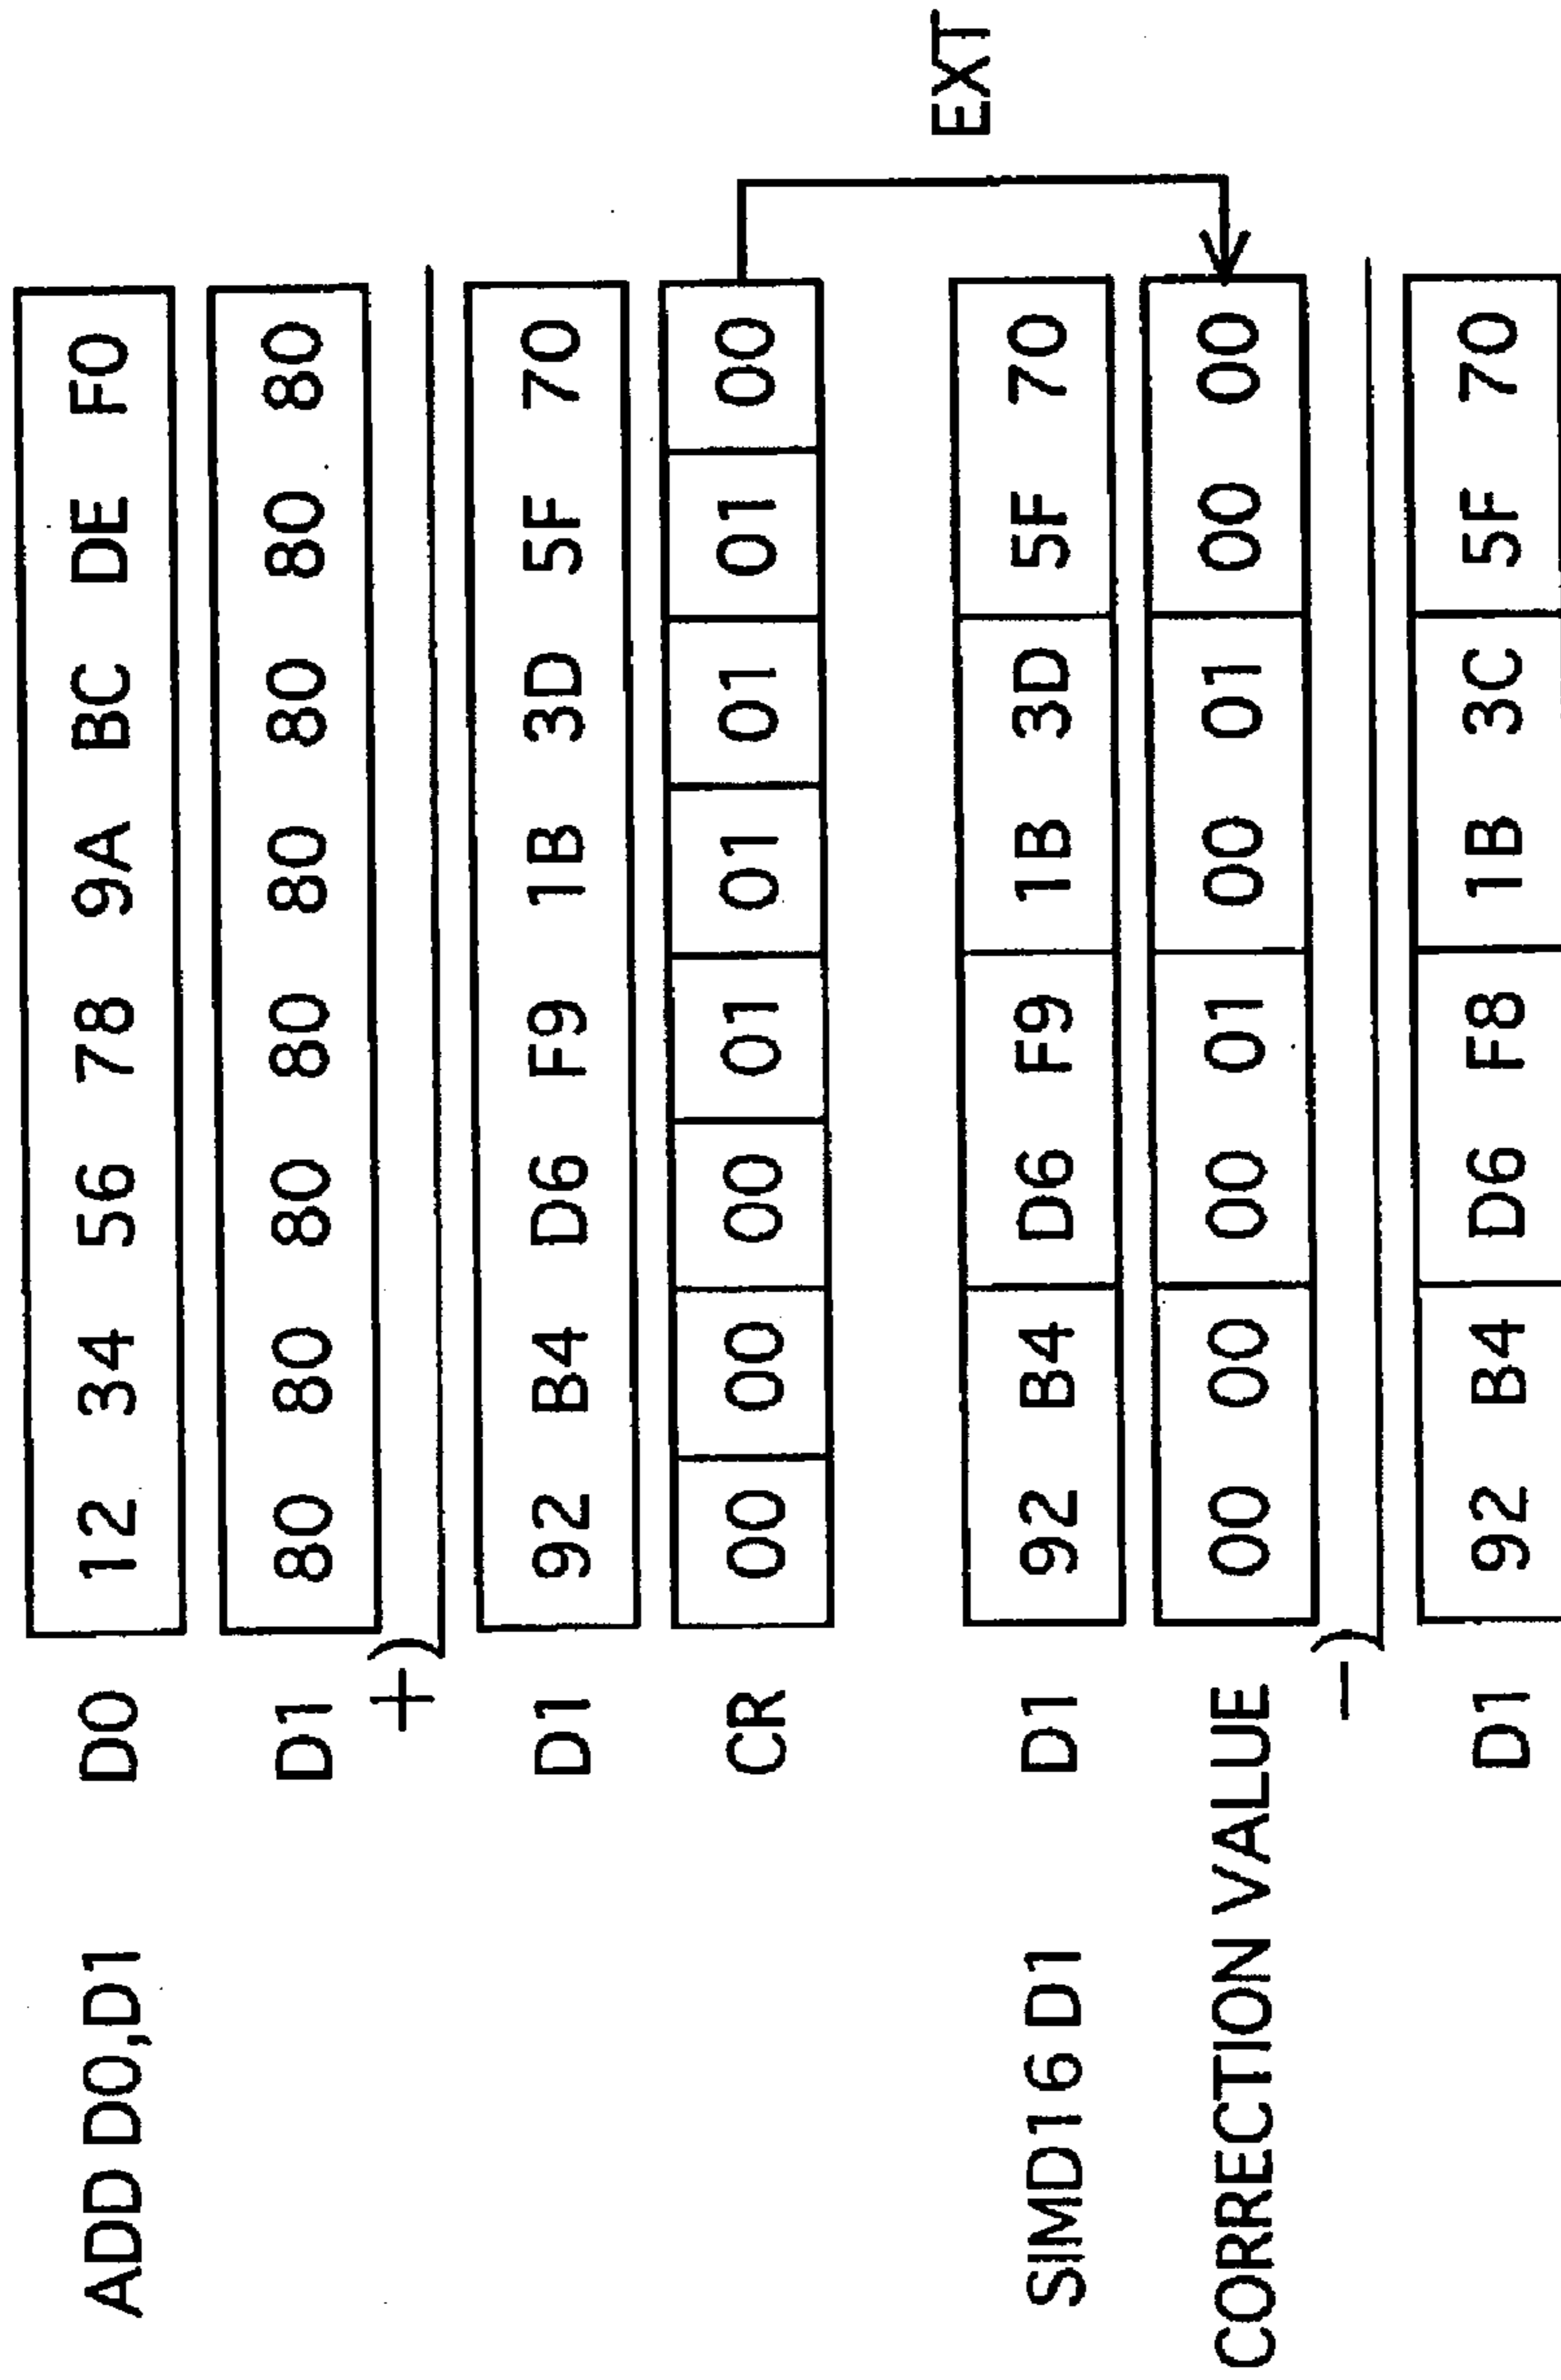 ADD D0,D1 D0 12 34 56 78 9A BC DE F0
D1 80 80 80 80 80 80 80 80
+)
D1 92 B4 D6 F9 1B 3D 5F 70
CR 00 00 00 01 01 01 01 00
EXT
SIMD16 D1 D1 92 B4 D6 F9 1B 3D 5F 70
CORRECTION VALUE 00 00 00 01 00 01 00 00
−)
D1 92 B4 D6 F8 1B 3C 5F 70